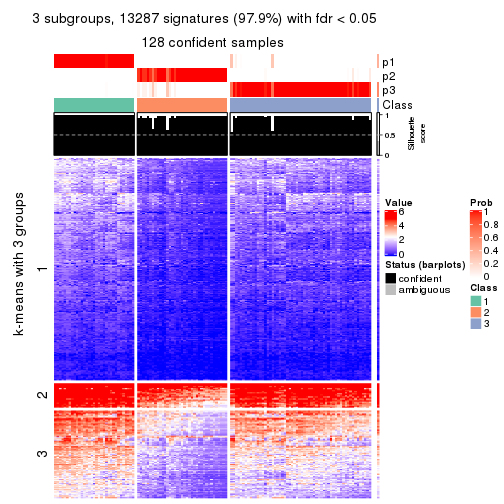 3 subgroups, 13287 signatures (97.9%) with fdr < 0.05
128 confident samples
p1
p2
p3
Class
1
0.5
0
Silhouette
score
k-means with 3 groups
1
2
3
Value
6
4
2
0
Status (barplots)
confident
ambiguous
Prob
1
0.8
0.6
0.4
0.2
0
Class
1
2
3